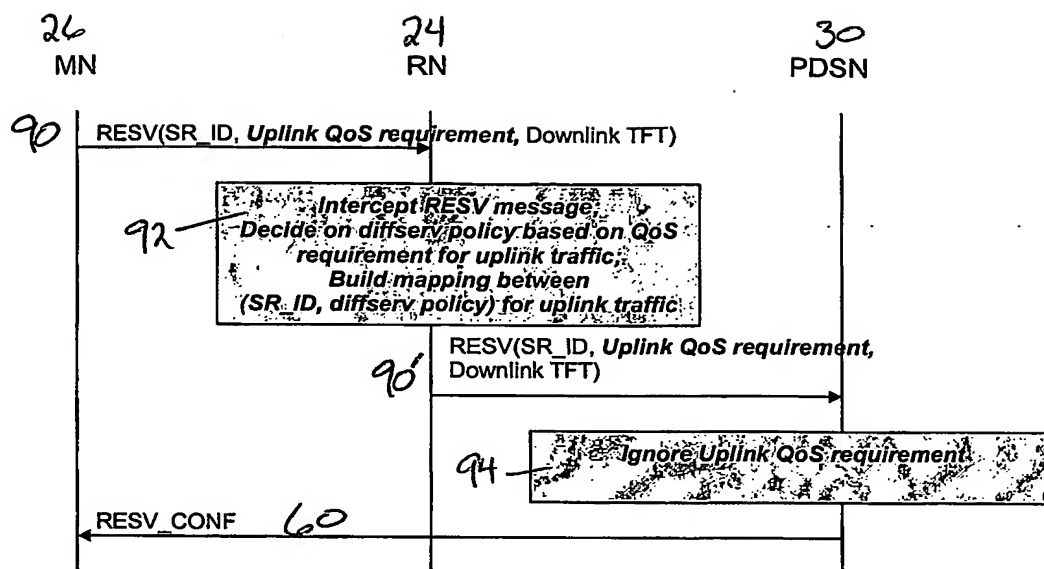 26 24 30
MN RN PDSN
90 RESV(SR_ID, Uplink QoS requirement, Downlink TFT)
Intercept RESV message,
92 Decide on diffserv policy based on QoS
requirement for uplink traffic,
Build mapping between
(SR_ID, diffserv policy) for uplink traffic
RESV(SR_ID, Uplink QoS requirement,
90' Downlink TFT)
94 Ignore Uplink QoS requirement
RESV_CONF 60